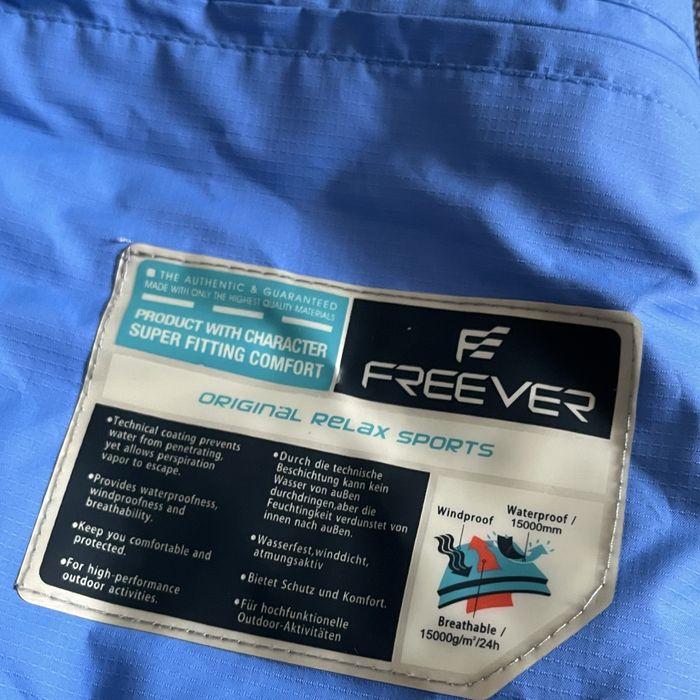 THE AUTHENTIC & GUARANTEED
MADE WITH ONLY THE HIGHEST QUALITY MATERIALS
PRODUCT WITH CHARACTER
SUPER FITTING COMFORT
FREEVER
ORIGINAL RELAX SPORTS
•Technical coating prevents
water from penetrating,
yet allows perspiration
vapor to escape.
•Provides waterproofness,
windproofness and
breathability.
•Keep you comfortable and
protected.
•For high-performance
outdoor activities.
•Durch die technische
Beschichtung kann kein
Wasser von außen
durchdringen,aber die
Feuchtigkeit verdunstet von
innen nach außen.
•Wasserfest,winddicht,
atmungsaktiv
•Bietet Schutz und Komfort.
•Für hochfunktionelle
Outdoor-Aktivitäten
Windproof
Waterproof /
15000mm
Breathable /
15000g/m²/24h